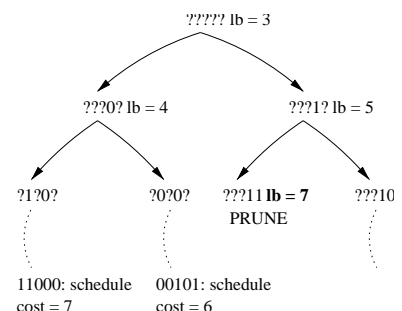 ????? lb = 3
???0? lb = 4
???1? lb = 5
?1?0?
?0?0?
???11 lb = 7
???10
PRUNE
11000: schedule
cost = 7
00101: schedule
cost = 6